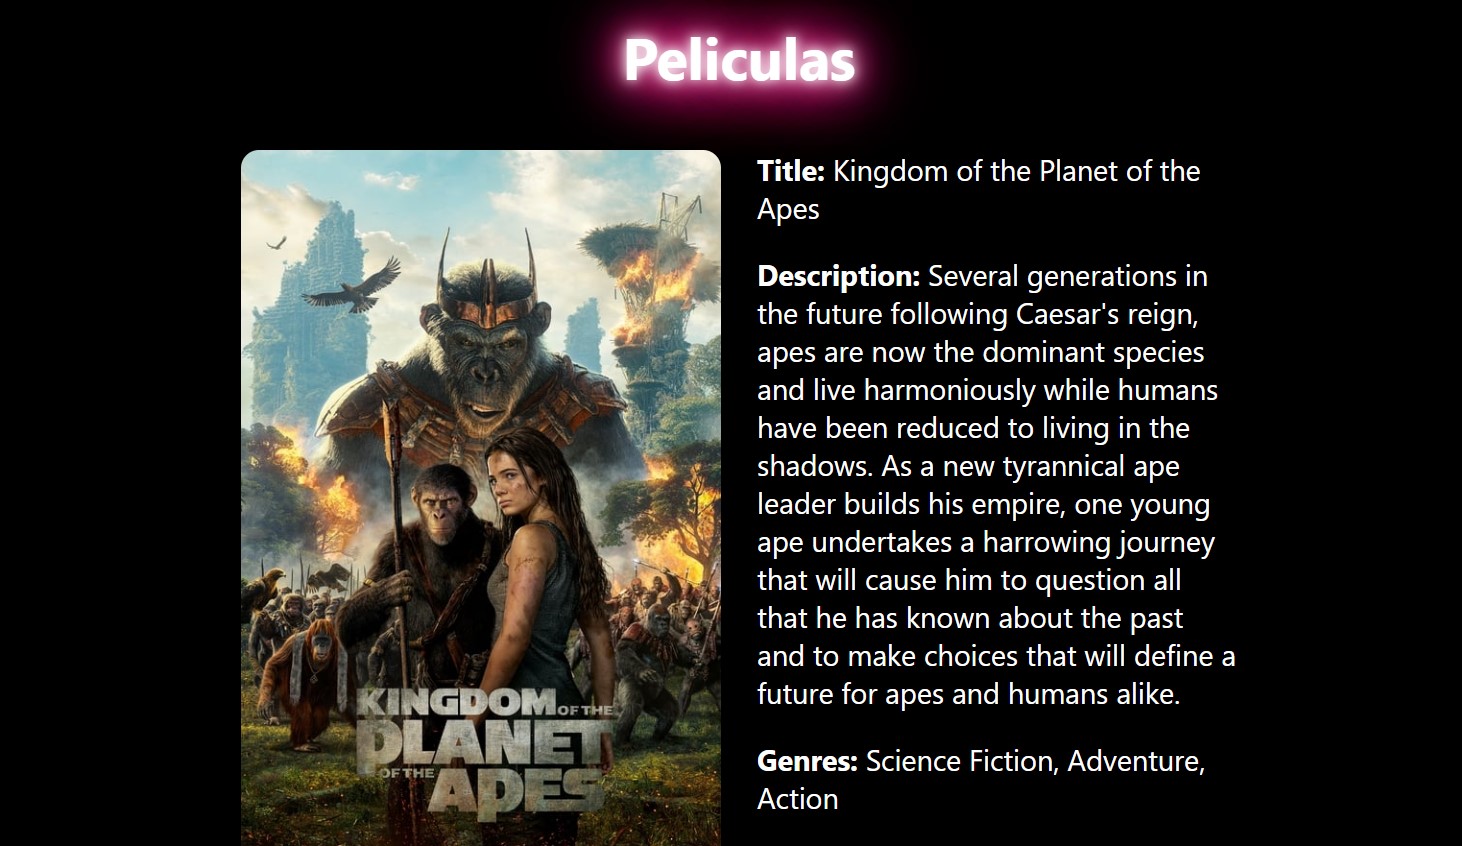 Peliculas
KINGDOM OF THE
PLANET
OF THE
APES
Title: Kingdom of the Planet of the
Apes
Description: Several generations in
the future following Caesar's reign,
apes are now the dominant species
and live harmoniously while humans
have been reduced to living in the
shadows. As a new tyrannical ape
leader builds his empire, one young
ape undertakes a harrowing journey
that will cause him to question all
that he has known about the past
and to make choices that will define a
future for apes and humans alike.
Genres: Science Fiction, Adventure,
Action